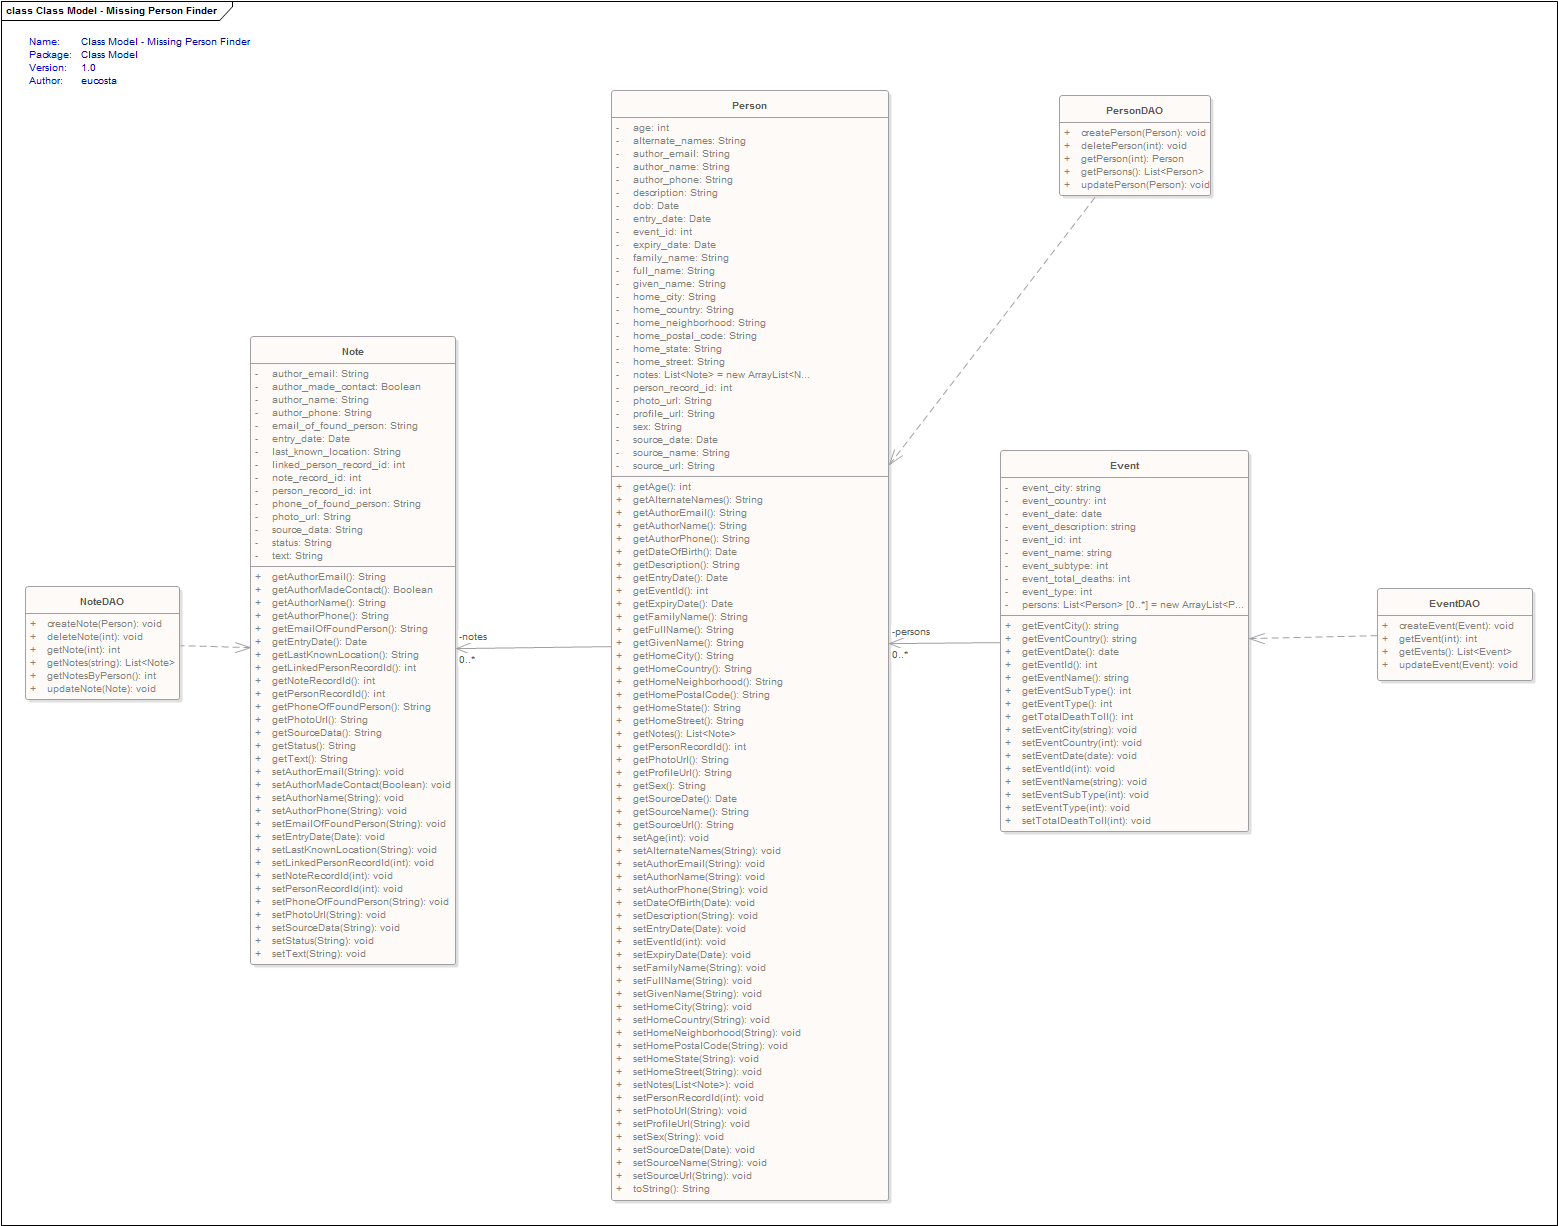 class Class Model - Missing Person Finder
Name: Class Model - Missing Person Finder
Package: Class Model
Version: 1.0
Author: eucosta
Person
- age: int
- alternate_names: String
- author_email: String
- author_name: String
- author_phone: String
- description: String
- dob: Date
- entry_date: Date
- event_id: int
- expiry_date: Date
- family_name: String
- full_name: String
- given_name: String
- home_city: String
- home_country: String
- home_neighborhood: String
- home_postal_code: String
- home_state: String
- home_street: String
- notes: List<Note> = new ArrayList<N...
- person_record_id: int
- photo_url: String
- profile_url: String
- sex: String
- source_date: Date
- source_name: String
- source_url: String
+ getAge(): int
+ getAlternateNames(): String
+ getAuthorEmail(): String
+ getAuthorName(): String
+ getAuthorPhone(): String
+ getDateOfBirth(): Date
+ getDescription(): String
+ getEntryDate(): Date
+ getEventId(): int
+ getExpiryDate(): Date
+ getFamilyName(): String
+ getFullName(): String
+ getGivenName(): String
+ getHomeCity(): String
+ getHomeCountry(): String
+ getHomeNeighborhood(): String
+ getHomePostalCode(): String
+ getHomeState(): String
+ getHomeStreet(): String
+ getNotes(): List<Note>
+ getPersonRecordId(): int
+ getPhotoUrl(): String
+ getProfileUrl(): String
+ getSex(): String
+ getSourceDate(): Date
+ getSourceName(): String
+ getSourceUrl(): String
+ setAge(int): void
+ setAlternateNames(String): void
+ setAuthorEmail(String): void
+ setAuthorName(String): void
+ setAuthorPhone(String): void
+ setDateOfBirth(Date): void
+ setDescription(String): void
+ setEntryDate(Date): void
+ setEventId(int): void
+ setExpiryDate(Date): void
+ setFamilyName(String): void
+ setFullName(String): void
+ setGivenName(String): void
+ setHomeCity(String): void
+ setHomeCountry(String): void
+ setHomeNeighborhood(String): void
+ setHomePostalCode(String): void
+ setHomeState(String): void
+ setHomeStreet(String): void
+ setNotes(List<Note>): void
+ setPersonRecordId(int): void
+ setPhotoUrl(String): void
+ setProfileUrl(String): void
+ setSex(String): void
+ setSourceDate(Date): void
+ setSourceName(String): void
+ setSourceUrl(String): void
+ toString(): String
PersonDAO
+ createPerson(Person): void
+ deletePerson(int): void
+ getPerson(int): Person
+ getPersons(): List<Person>
+ updatePerson(Person): void
Note
- author_email: String
- author_made_contact: Boolean
- author_name: String
- author_phone: String
- email_of_found_person: String
- entry_date: Date
- last_known_location: String
- linked_person_record_id: int
- note_record_id: int
- person_record_id: int
- phone_of_found_person: String
- photo_url: String
- source_data: String
- status: String
- text: String
+ getAuthorEmail(): String
+ getAuthorMadeContact(): Boolean
+ getAuthorName(): String
+ getAuthorPhone(): String
+ getEmailOfFoundPerson(): String
+ getEntryDate(): Date
+ getLastKnownLocation(): String
+ getLinkedPersonRecordId(): int
+ getNoteRecordId(): int
+ getPersonRecordId(): int
+ getPhoneOfFoundPerson(): String
+ getPhotoUrl(): String
+ getSourceData(): String
+ getStatus(): String
+ getText(): String
+ setAuthorEmail(String): void
+ setAuthorMadeContact(Boolean): void
+ setAuthorName(String): void
+ setAuthorPhone(String): void
+ setEmailOfFoundPerson(String): void
+ setEntryDate(Date): void
+ setLastKnownLocation(String): void
+ setLinkedPersonRecordId(int): void
+ setNoteRecordId(int): void
+ setPersonRecordId(int): void
+ setPhoneOfFoundPerson(String): void
+ setPhotoUrl(String): void
+ setSourceData(String): void
+ setStatus(String): void
+ setText(String): void
Event
- event_city: string
- event_country: int
- event_date: date
- event_description: string
- event_id: int
- event_name: string
- event_subtype: int
- event_total_deaths: int
- event_type: int
- persons: List<Person> [0..*] = new ArrayList<P...
+ getEventCity(): string
+ getEventCountry(): string
+ getEventDate(): date
+ getEventId(): int
+ getEventName(): string
+ getEventSubType(): int
+ getEventType(): int
+ getTotalDeathToll(): int
+ setEventCity(string): void
+ setEventCountry(int): void
+ setEventDate(date): void
+ setEventId(int): void
+ setEventName(string): void
+ setEventSubType(int): void
+ setEventType(int): void
+ setTotalDeathToll(int): void
NoteDAO
+ createNote(Person): void
+ deleteNote(int): void
+ getNote(int): int
+ getNotes(string): List<Note>
+ getNotesByPerson(): int
+ updateNote(Note): void
EventDAO
+ createEvent(Event): void
+ getEvent(int): int
+ getEvents(): List<Event>
+ updateEvent(Event): void
-notes
0..*
-persons
0..*